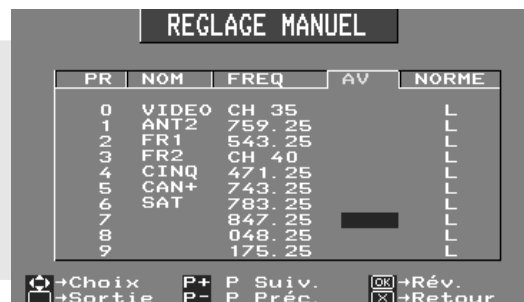 REGLAGE MANUEL
PR NOM FREQ AV NORME
0 VIDEO CH 35 L
1 ANT2 759.25 L
2 FR1 543.25 L
3 FR2 CH 40 L
4 CINQ 471.25 L
5 CAN+ 743.25 L
6 SAT 783.25 L
7 847.25 L
8 048.25 L
9 175.25 L
→Choix P+ P Suiv. OK →Rév.
→Sortie P- P Préc. X →Retour